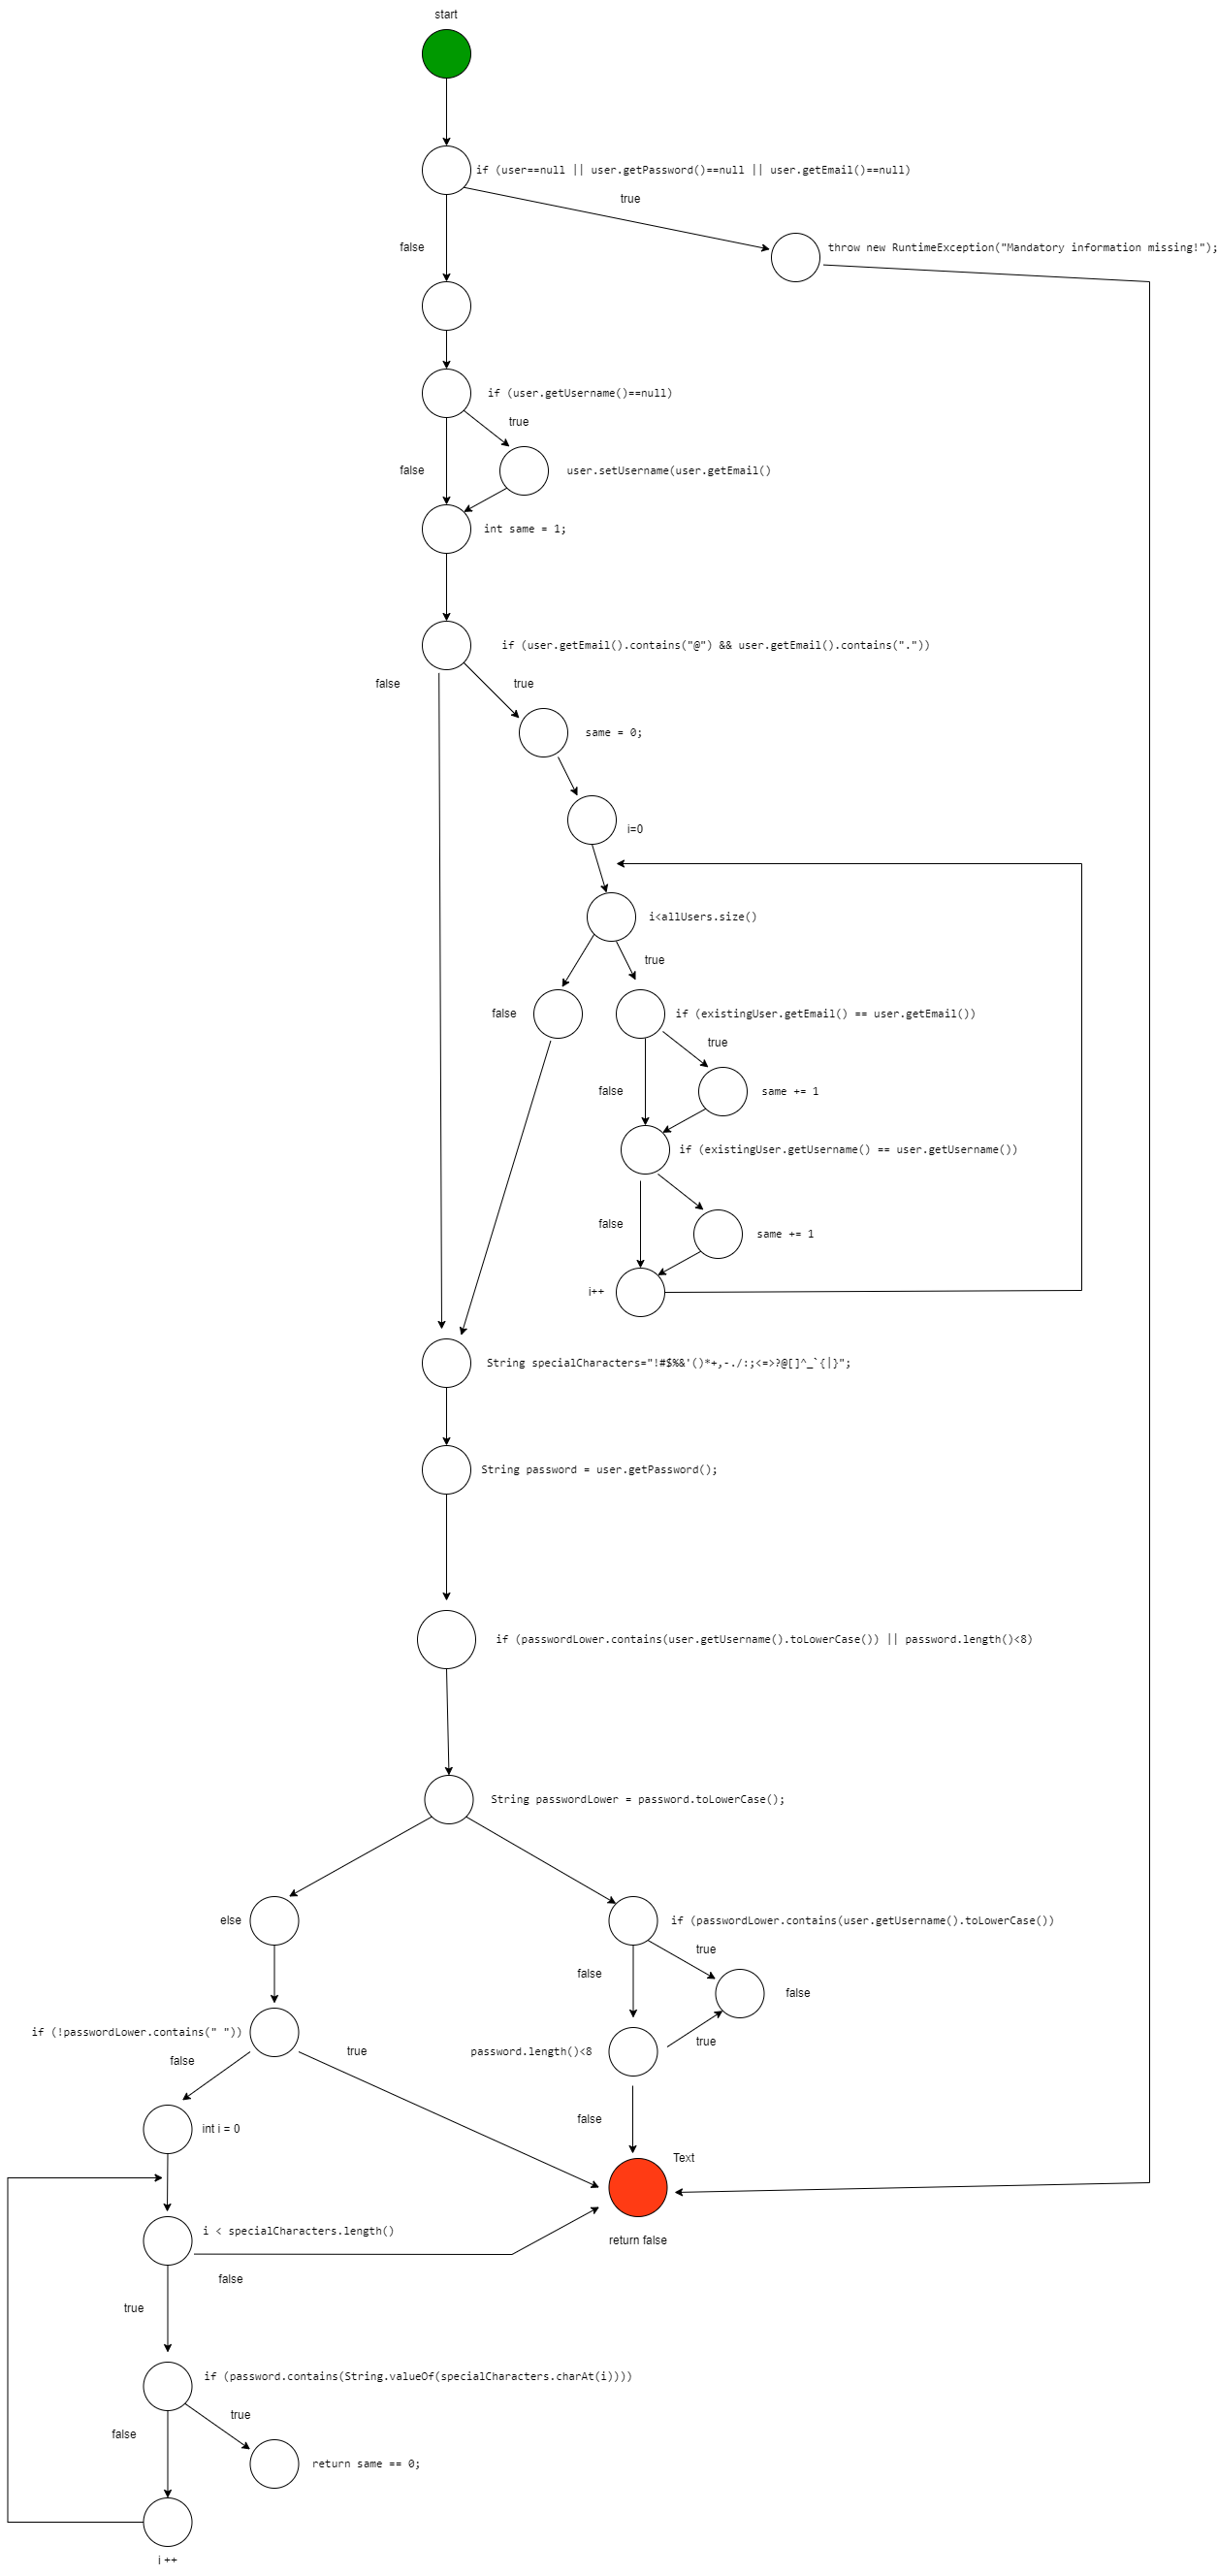 start
if (user==null || user.getPassword()==null || user.getEmail()==null)
true
false
throw new RuntimeException("Mandatory information missing!");
if (user.getUsername()==null)
true
false
user.setUsername(user.getEmail()
int same = 1;
if (user.getEmail().contains("@") && user.getEmail().contains("."))
false
true
same = 0;
i=0
i<allUsers.size()
true
false
if (existingUser.getEmail() == user.getEmail())
true
false
same += 1
if (existingUser.getUsername() == user.getUsername())
false
same += 1
i++
String specialCharacters="!#$%&'()*+,-./:;<=>?@[]^_`{|}";
String password = user.getPassword();
if (passwordLower.contains(user.getUsername().toLowerCase()) || password.length()<8)
String passwordLower = password.toLowerCase();
else
if (passwordLower.contains(user.getUsername().toLowerCase())
true
false
false
if (!passwordLower.contains(" "))
true
password.length()<8
true
false
false
int i = 0
Text
i < specialCharacters.length()
return false
false
true
if (password.contains(String.valueOf(specialCharacters.charAt(i))))
true
false
return same == 0;
i ++